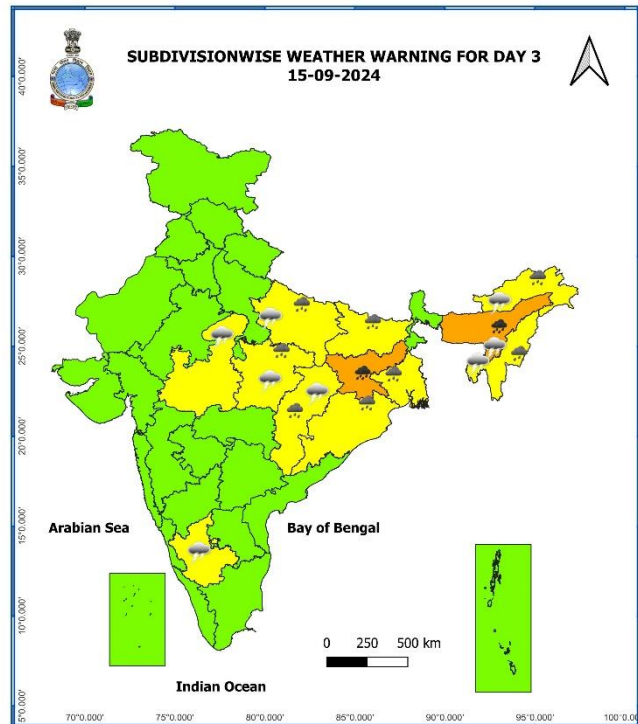 SUBDIVISIONWISE WEATHER WARNING FOR DAY 3
15-09-2024
40°0.000'
35°0.000'
30°0.000'
25°0.000'
20°0.000'
15°0.000'
10°0.000'
5°0.000'
Arabian Sea
Bay of Bengal
0 250 500 km
Indian Ocean
70°0.000' 75°0.000' 80°0.000' 85°0.000' 90°0.000' 95°0.000' 100°0.00